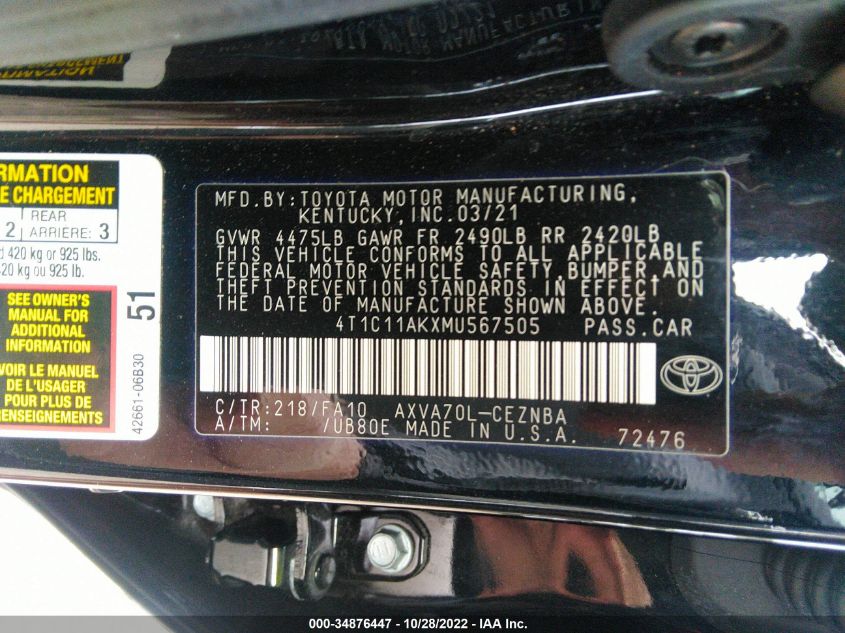 RMATION
E CHARGEMENT
2 REAR
ARRIÈRE: 3
420 kg or 925 lbs.
420 kg ou 925 lb.
SEE OWNER'S
MANUAL FOR
ADDITIONAL
INFORMATION
VOIR LE MANUEL
DE L'USAGER
POUR PLUS DE
RENSEIGNEMENTS
51
42661-06B30
MFD.BY:TOYOTA MOTOR MANUFACTURING,
KENTUCKY,INC.03/21
GVWR 4475LB GAWR FR 2490LB RR 2420LB
THIS VEHICLE CONFORMS TO ALL APPLICABLE
FEDERAL MOTOR VEHICLE SAFETY,BUMPER,AND
THEFT PREVENTION STANDARDS IN EFFECT ON
THE DATE OF MANUFACTURE SHOWN ABOVE.
4T1C11AKXMU567505 PASS.CAR
C/TR:218/FA10 AXVA70L-CEZNBA
A/TM: /UB80E MADE IN U.S.A. 72476
000-34876447 - 10/28/2022 - IAA Inc.